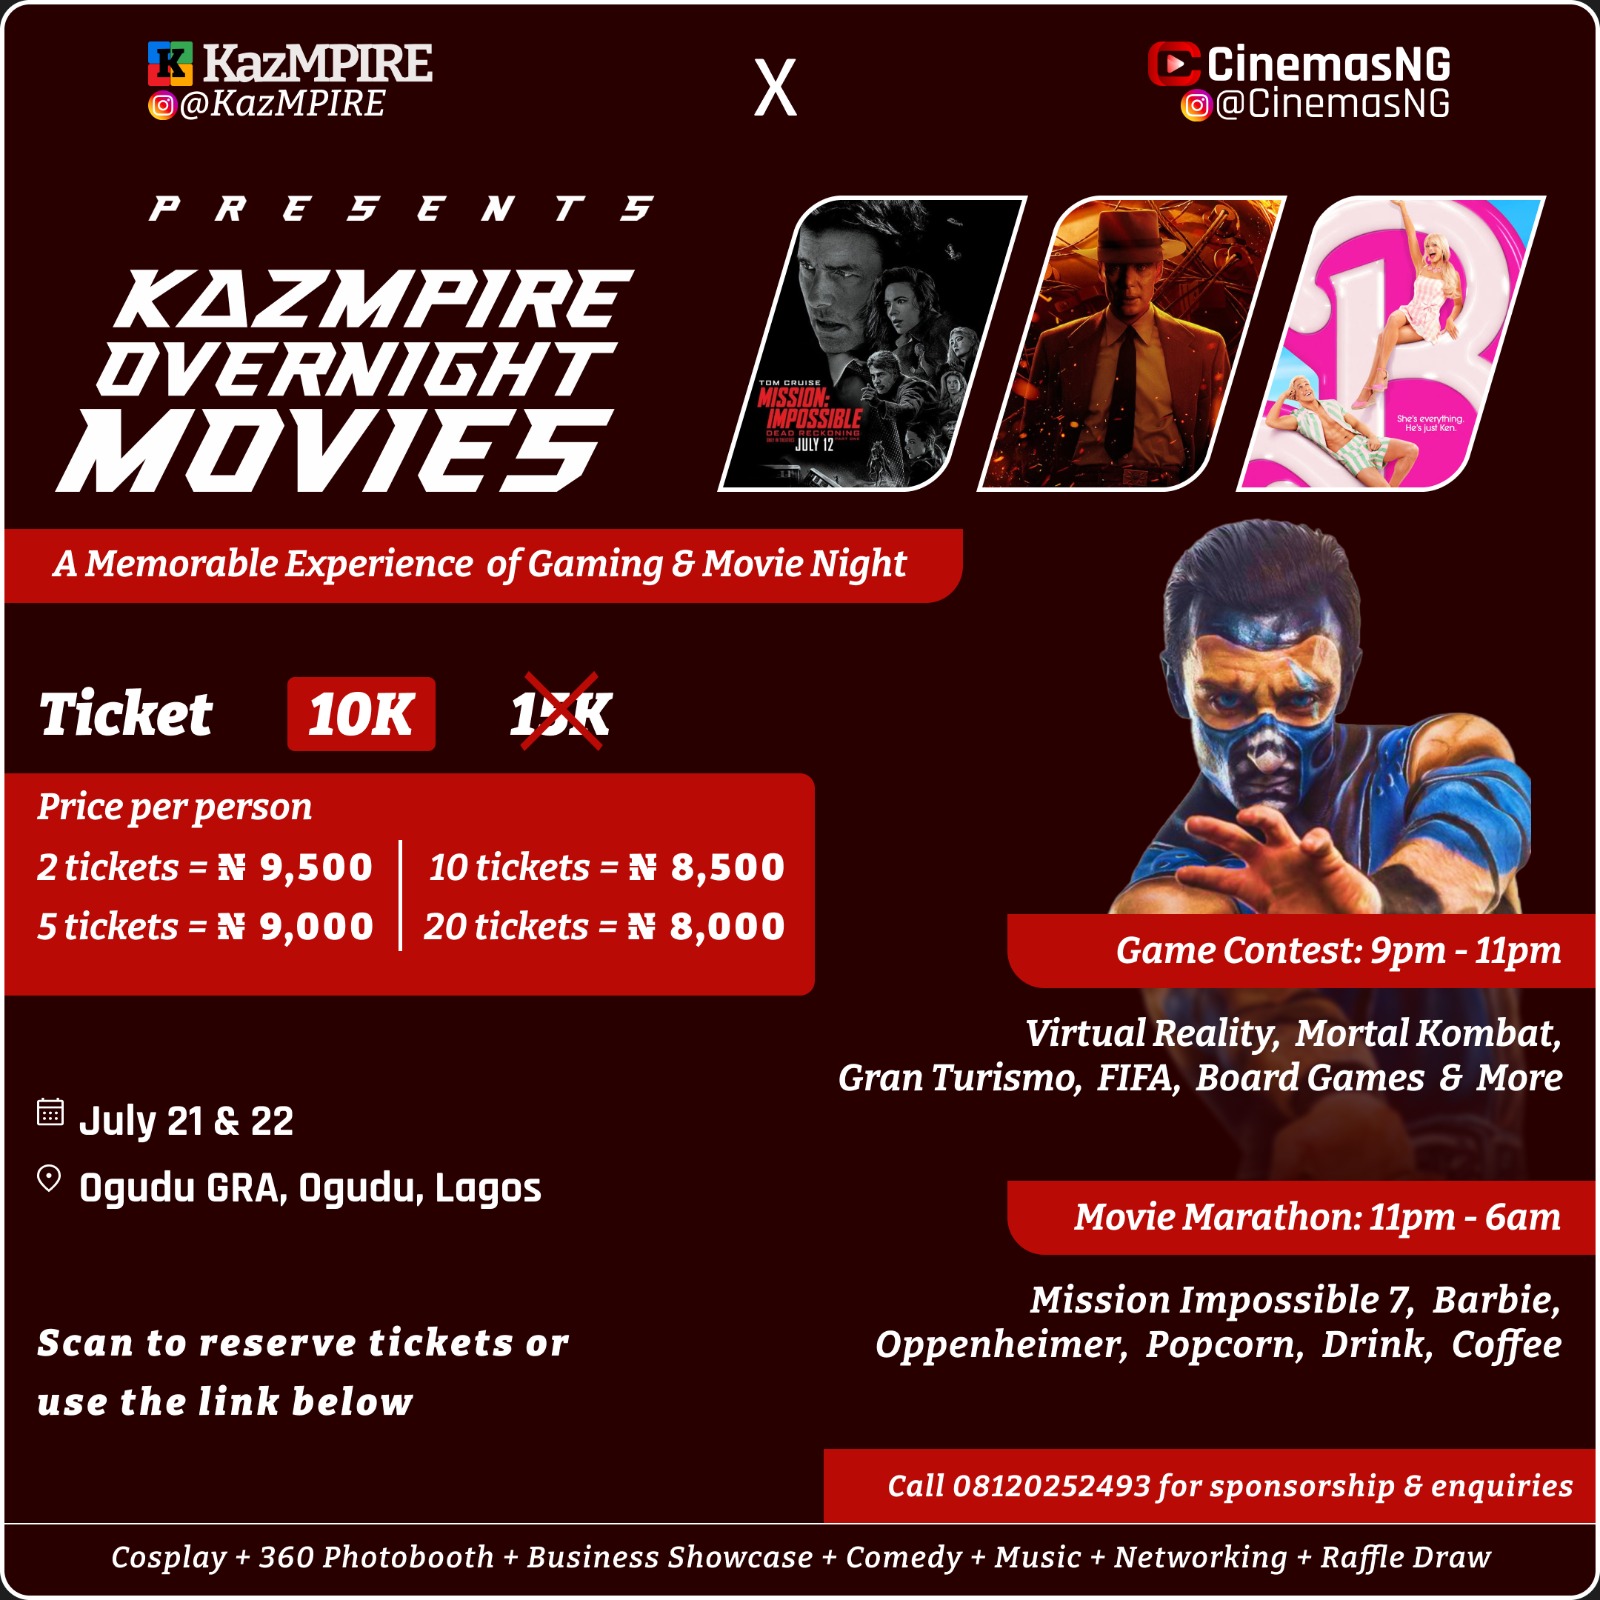 K KazMPIRE
@KazMPIRE
X
CinemasNG
@CinemasNG
PRESENTS
KAZMPIRE
OVERNIGHT
MOVIES
TOM CRUISE
MISSION:
IMPOSSIBLE
DEAD RECKONING
JULY 12
She's everything.
He's just Ken.
A Memorable Experience of Gaming & Movie Night
Ticket 10K 15K
Price per person
2 tickets = ₦ 9,500
5 tickets = ₦ 9,000
10 tickets = ₦ 8,500
20 tickets = ₦ 8,000
Game Contest: 9pm - 11pm
Virtual Reality, Mortal Kombat,
Gran Turismo, FIFA, Board Games & More
July 21 & 22
Ogudu GRA, Ogudu, Lagos
Movie Marathon: 11pm - 6am
Mission Impossible 7, Barbie,
Oppenheimer, Popcorn, Drink, Coffee
Scan to reserve tickets or
use the link below
Call 08120252493 for sponsorship & enquiries
Cosplay + 360 Photobooth + Business Showcase + Comedy + Music + Networking + Raffle Draw